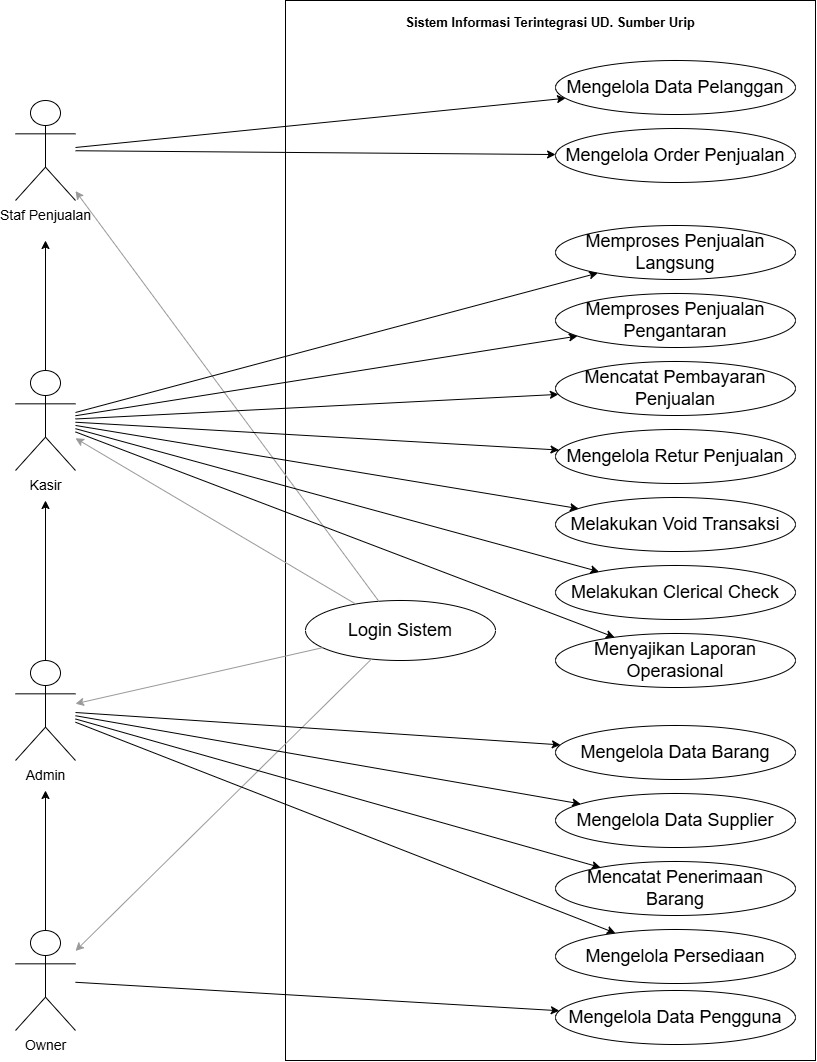 Sistem Informasi Terintegrasi UD. Sumber Urip
Mengelola Data Pelanggan
Mengelola Order Penjualan
Staf Penjualan
Memproses Penjualan
Langsung
Memproses Penjualan
Pengantaran
Mencatat Pembayaran
Penjualan
Mengelola Retur Penjualan
Kasir
Melakukan Void Transaksi
Melakukan Clerical Check
Login Sistem
Menyajikan Laporan
Operasional
Mengelola Data Barang
Admin
Mengelola Data Supplier
Mencatat Penerimaan
Barang
Mengelola Persediaan
Mengelola Data Pengguna
Owner